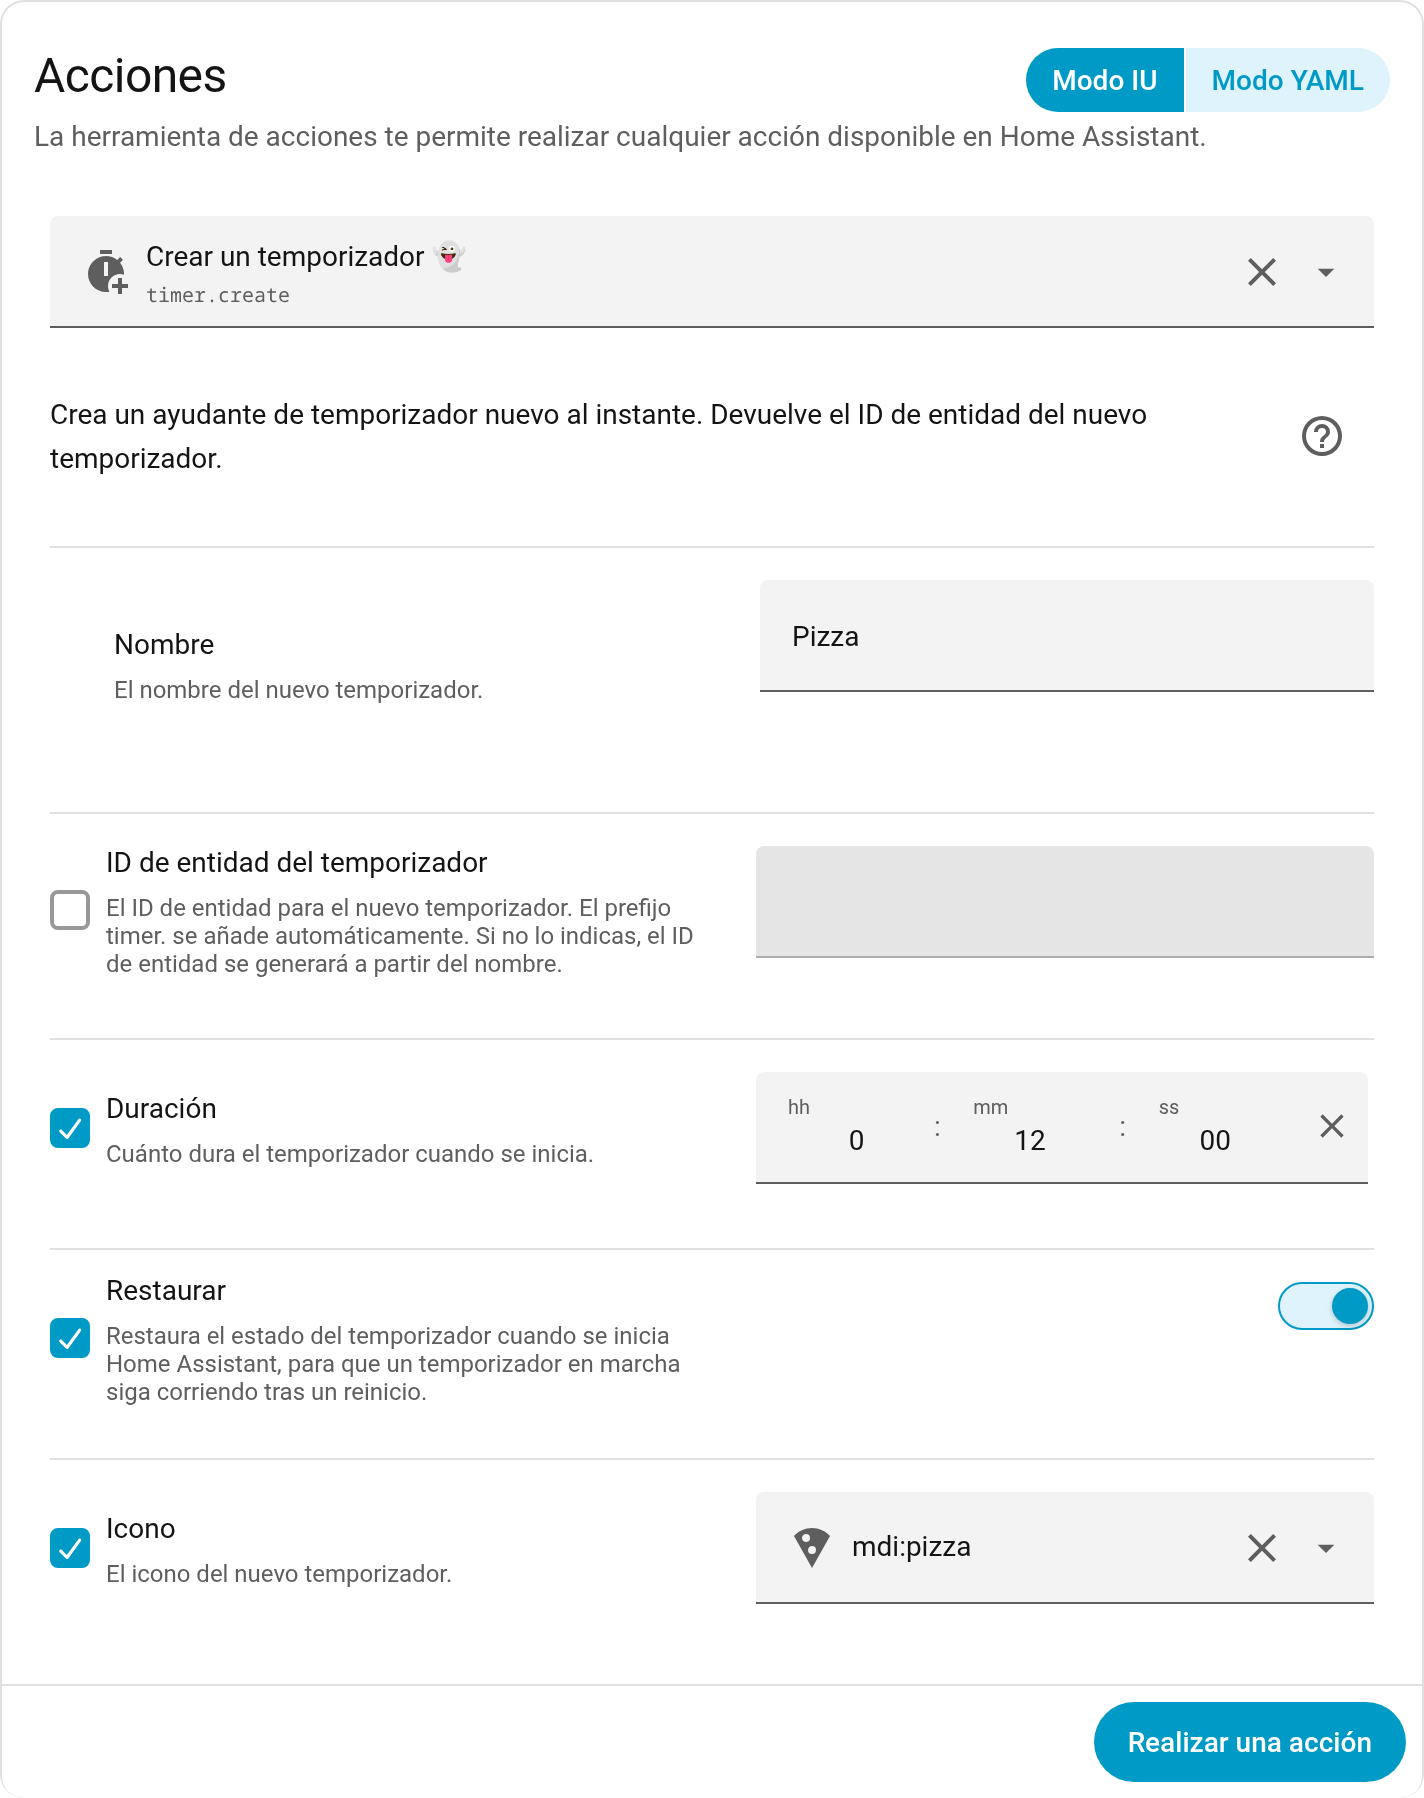 Acciones
Modo IU
Modo YAML
La herramienta de acciones te permite realizar cualquier acción disponible en Home Assistant.
Crear un temporizador 👻
timer.create
Crea un ayudante de temporizador nuevo al instante. Devuelve el ID de entidad del nuevo
temporizador.
Nombre
El nombre del nuevo temporizador.
Pizza
ID de entidad del temporizador
El ID de entidad para el nuevo temporizador. El prefijo
timer. se añade automáticamente. Si no lo indicas, el ID
de entidad se generará a partir del nombre.
Duración
Cuánto dura el temporizador cuando se inicia.
hh
mm
ss
0 : 12 : 00
Restaurar
Restaura el estado del temporizador cuando se inicia
Home Assistant, para que un temporizador en marcha
siga corriendo tras un reinicio.
Icono
El icono del nuevo temporizador.
mdi:pizza
Realizar una acción